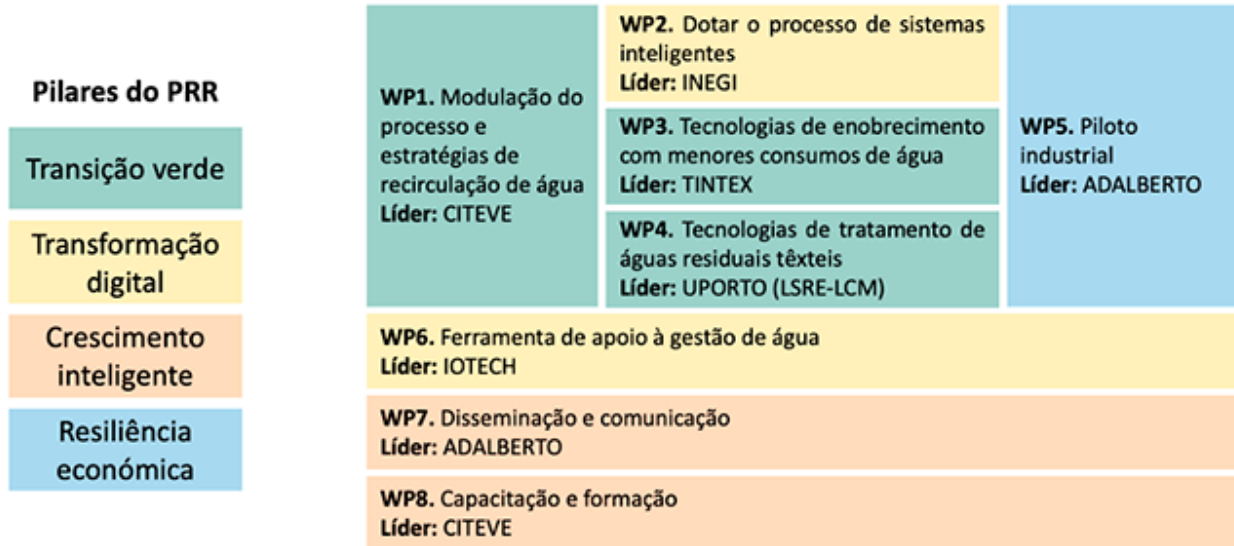 Pilares do PRR
Transição verde
Transformação
digital
Crescimento
inteligente
Resiliência
económica
WP1. Modulação do
processo e
estratégias de
recirculação de água
Líder: CITEVE
WP2. Dotar o processo de sistemas
inteligentes
Líder: INEGI
WP3. Tecnologias de enobrecimento
com menores consumos de água
Líder: TINTEX
WP4. Tecnologias de tratamento de
águas residuais têxteis
Líder: UPORTO (LSRE-LCM)
WP5. Piloto
industrial
Líder: ADALBERTO
WP6. Ferramenta de apoio à gestão de água
Líder: IOTECH
WP7. Disseminação e comunicação
Líder: ADALBERTO
WP8. Capacitação e formação
Líder: CITEVE